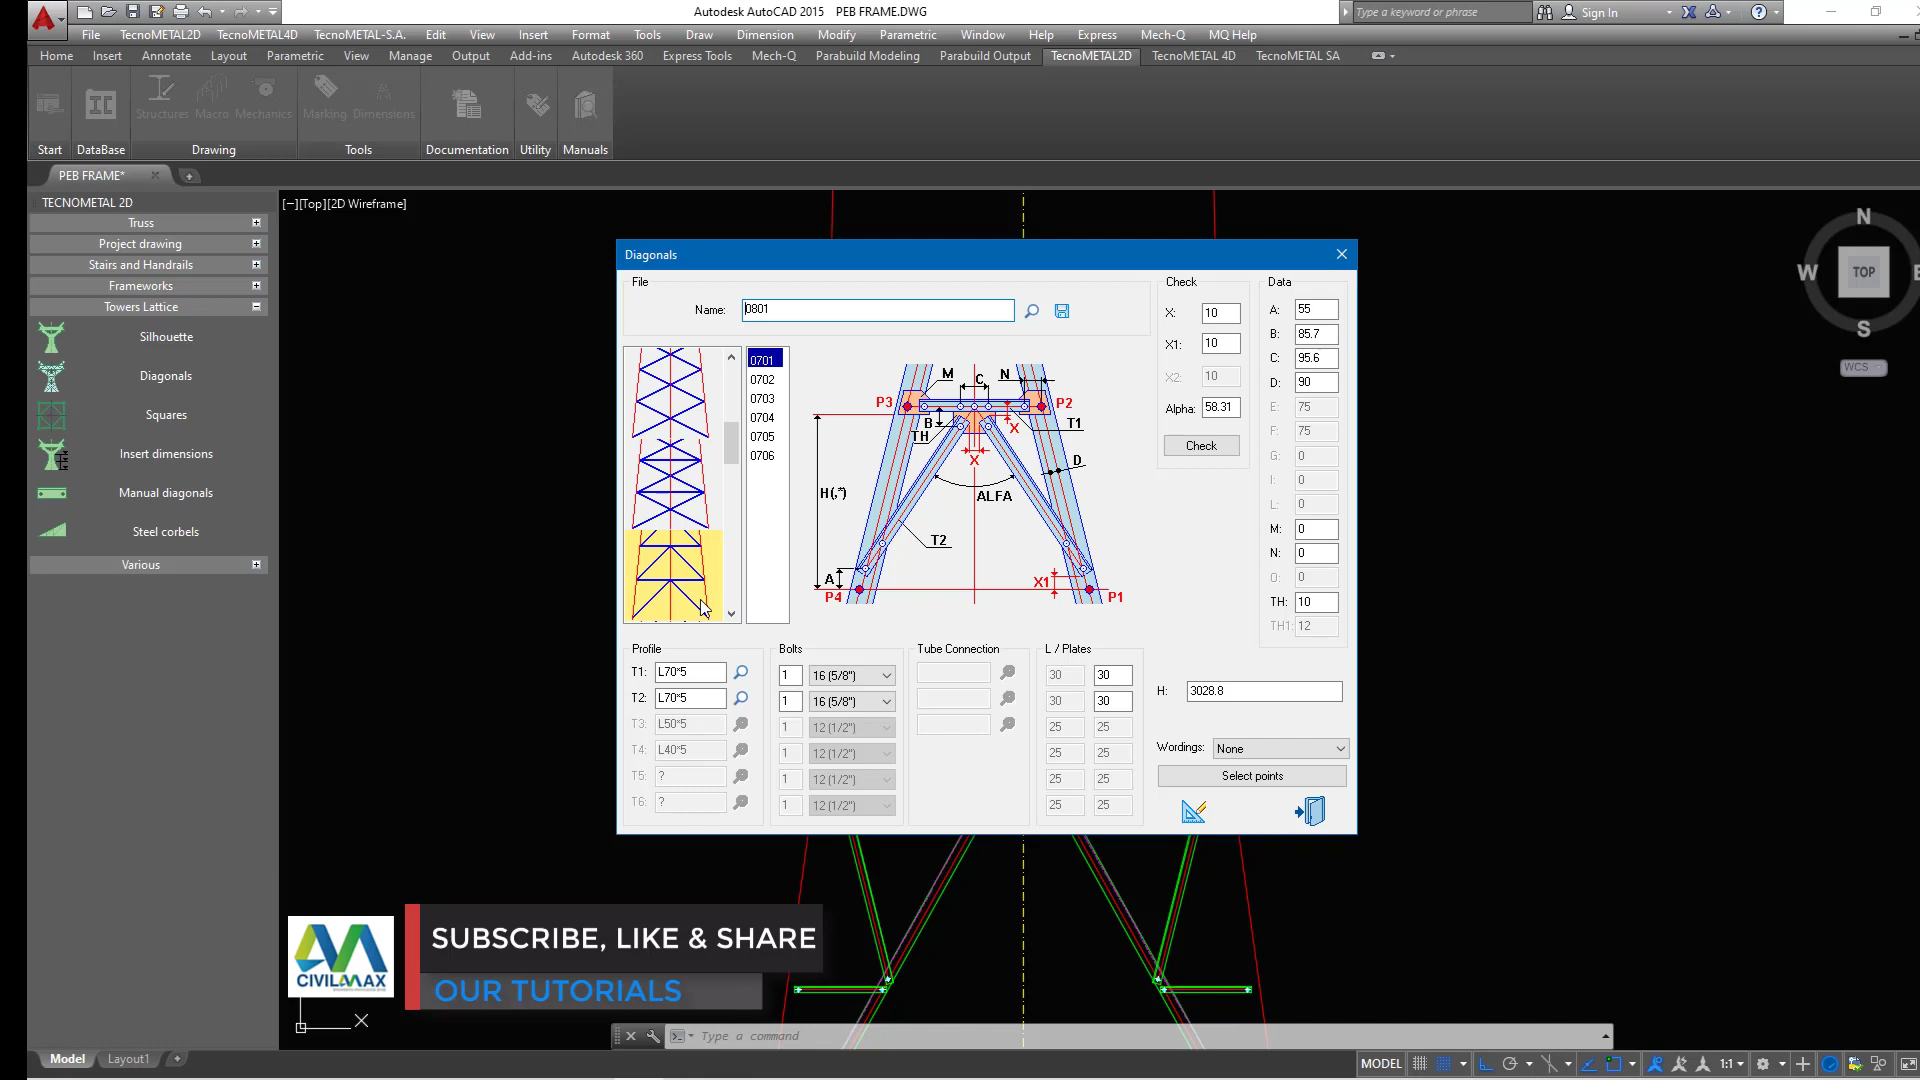 Autodesk AutoCAD 2015 PEB FRAME.DWG
Type a keyword or phrase
Sign In
File TecnoMETAL2D TecnoMETAL4D TecnoMETAL-S.A. Edit View Insert Format Tools Draw Dimension Modify Parametric Window Help Express Mech-Q MQ Help
Home Insert Annotate Layout Parametric View Manage Output Add-ins Autodesk 360 Express Tools Mech-Q Parabuild Modeling Parabuild Output TecnoMETAL2D TecnoMETAL 4D TecnoMETAL SA
Structures Macro Mechanics Marking Dimensions
Start DataBase Drawing Tools Documentation Utility Manuals
PEB FRAME*
TECNOMETAL 2D
Truss
Project drawing
Stairs and Handrails
Frameworks
Towers Lattice
Silhouette
Diagonals
Squares
Insert dimensions
Manual diagonals
Steel corbels
Various
[−][Top][2D Wireframe]
N
W TOP E
S
WCS
Diagonals
File
Name: 0801
0701
0702
0703
0704
0705
0706
M C N
P3 P2
B
TH X T1
X D
H(,*) ALFA
T2
A X1
P4 P1
Check
X: 10
X1: 10
X2: 10
Alpha: 58.31
Check
Data
A: 55
B: 85.7
C: 95.6
D: 90
E: 75
F: 75
G: 0
I: 0
L: 0
M: 0
N: 0
O: 0
TH: 10
TH1: 12
Profile
T1: L70*5
T2: L70*5
T3: L50*5
T4: L40*5
T5: ?
T6: ?
Bolts
1 16 (5/8")
1 16 (5/8")
1 12 (1/2")
1 12 (1/2")
1 12 (1/2")
1 12 (1/2")
Tube Connection
L / Plates
30 30
30 30
25 25
25 25
25 25
25 25
H: 3028.8
Wordings: None
Select points
CIVILMAX
SUBSCRIBE, LIKE & SHARE
OUR TUTORIALS
X
Type a command
Model Layout1
MODEL 1:1